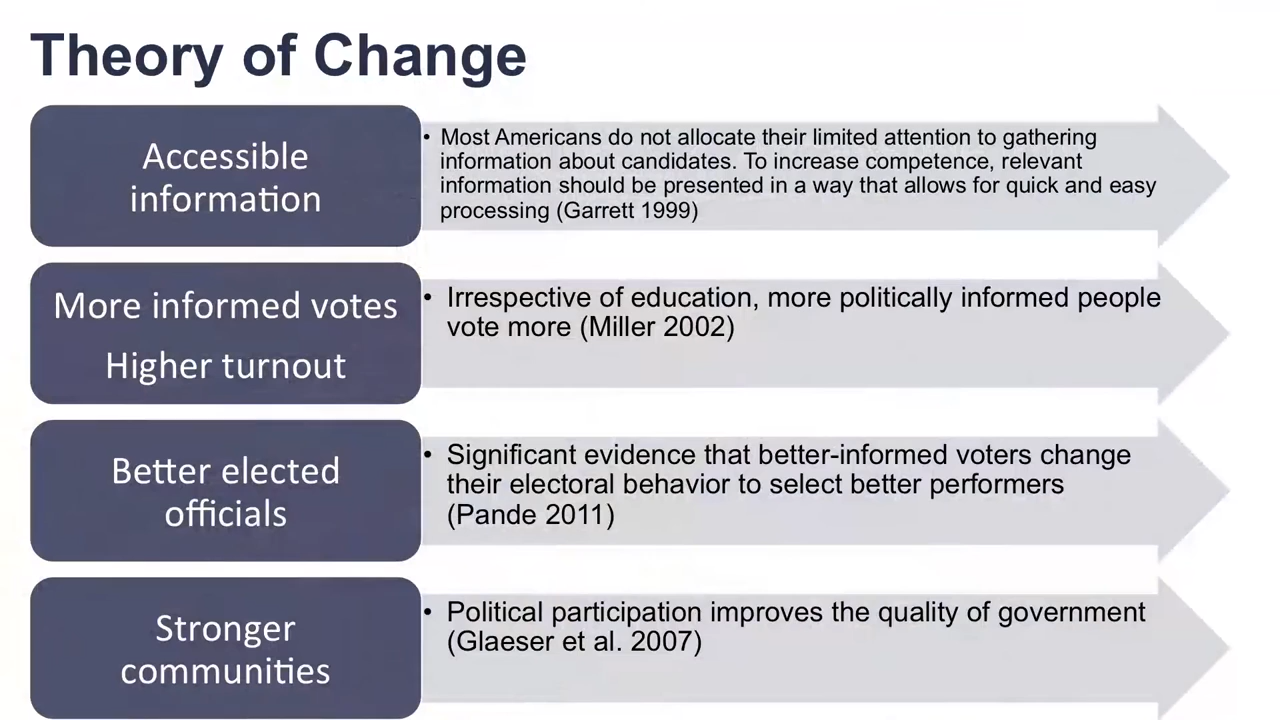 Theory of Change
Accessible
information
• Most Americans do not allocate their limited attention to gathering
information about candidates. To increase competence, relevant
information should be presented in a way that allows for quick and easy
processing (Garrett 1999)
More informed votes
Higher turnout
• Irrespective of education, more politically informed people
vote more (Miller 2002)
Better elected
officials
• Significant evidence that better-informed voters change
their electoral behavior to select better performers
(Pande 2011)
Stronger
communities
• Political participation improves the quality of government
(Glaeser et al. 2007)